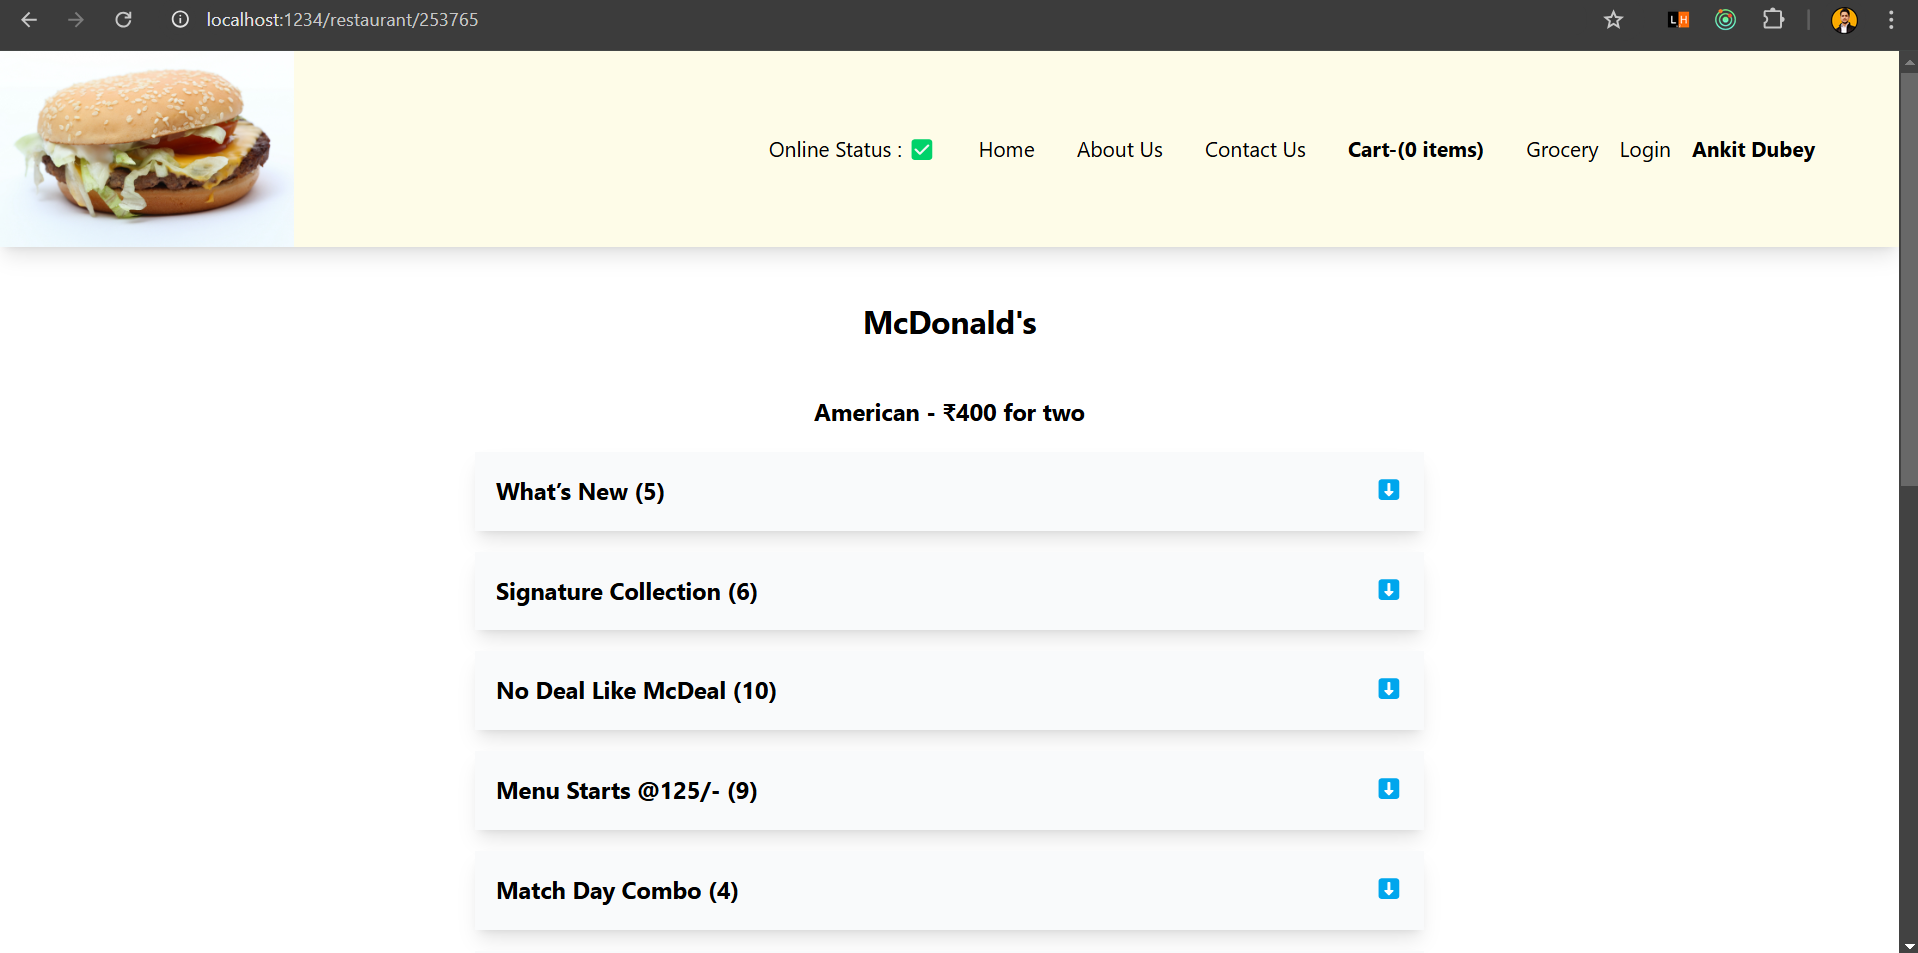 localhost:1234/restaurant/253765
L H
Online Status : ✅ Home About Us Contact Us Cart-(0 items) Grocery Login Ankit Dubey
McDonald's
American - ₹400 for two
What’s New (5)
Signature Collection (6)
No Deal Like McDeal (10)
Menu Starts @125/- (9)
Match Day Combo (4)